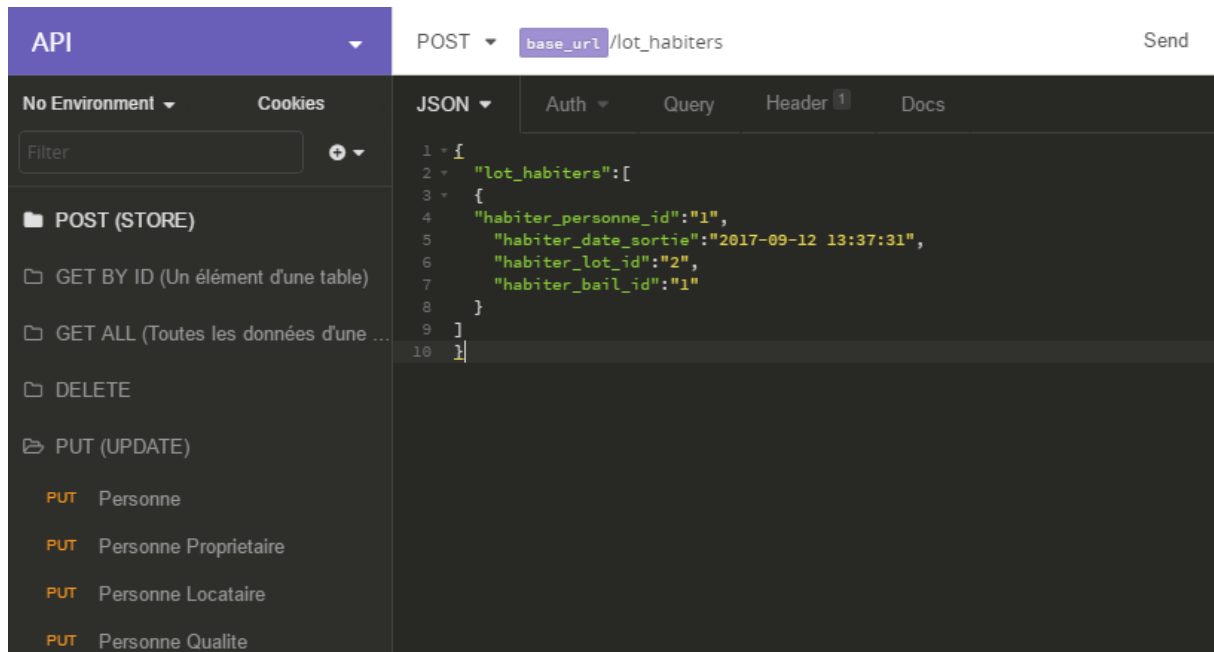 API
POST base_url /lot_habiters Send
No Environment Cookies
Filter
POST (STORE)
GET BY ID (Un élément d'une table)
GET ALL (Toutes les données d'une ...
DELETE
PUT (UPDATE)
PUT Personne
PUT Personne Proprietaire
PUT Personne Locataire
PUT Personne Qualite
JSON Auth Query Header 1 Docs
1 {
2 "lot_habiters":[
3 {
4 "habiter_personne_id":"1",
5 "habiter_date_sortie":"2017-09-12 13:37:31",
6 "habiter_lot_id":"2",
7 "habiter_bail_id":"1"
8 }
9 ]
10 }